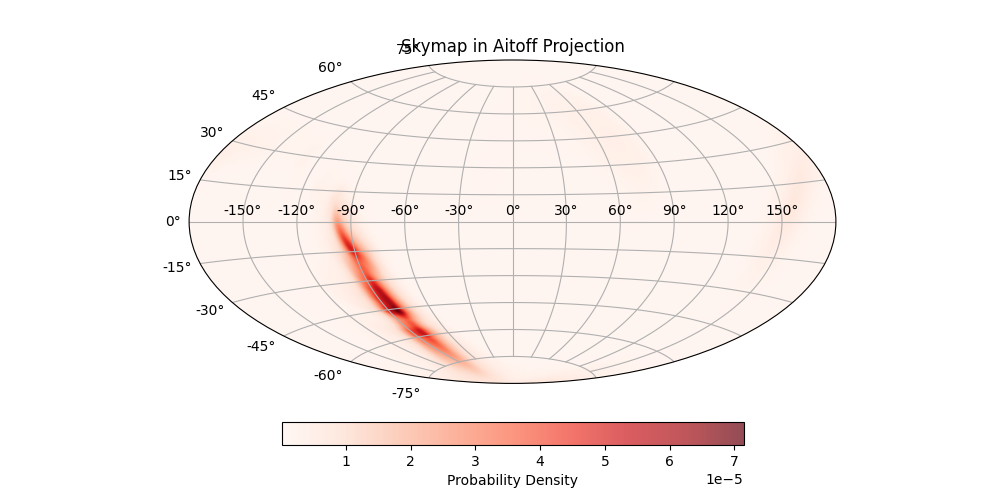 Skymap in Aitoff Projection
75°
60°
45°
30°
15°
-150° -120° -90° -60° -30° 0° 30° 60° 90° 120° 150°
0°
-15°
-30°
-45°
-60°
-75°
1 2 3 4 5 6 7
1e−5
Probability Density